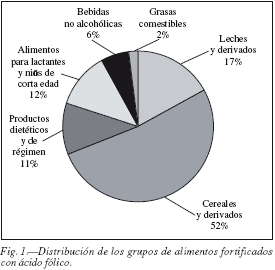 Bebidas
no alcohólicas
6%
Grasas
comestibles
2%
Leches
y derivados
17%
Alimentos
para lactantes
y niños de
corta edad
12%
Productos
dietéticos
y de
régimen
11%
Cereales
y derivados
52%
Fig. 1.—Distribución de los grupos de alimentos fortificados
con ácido fólico.